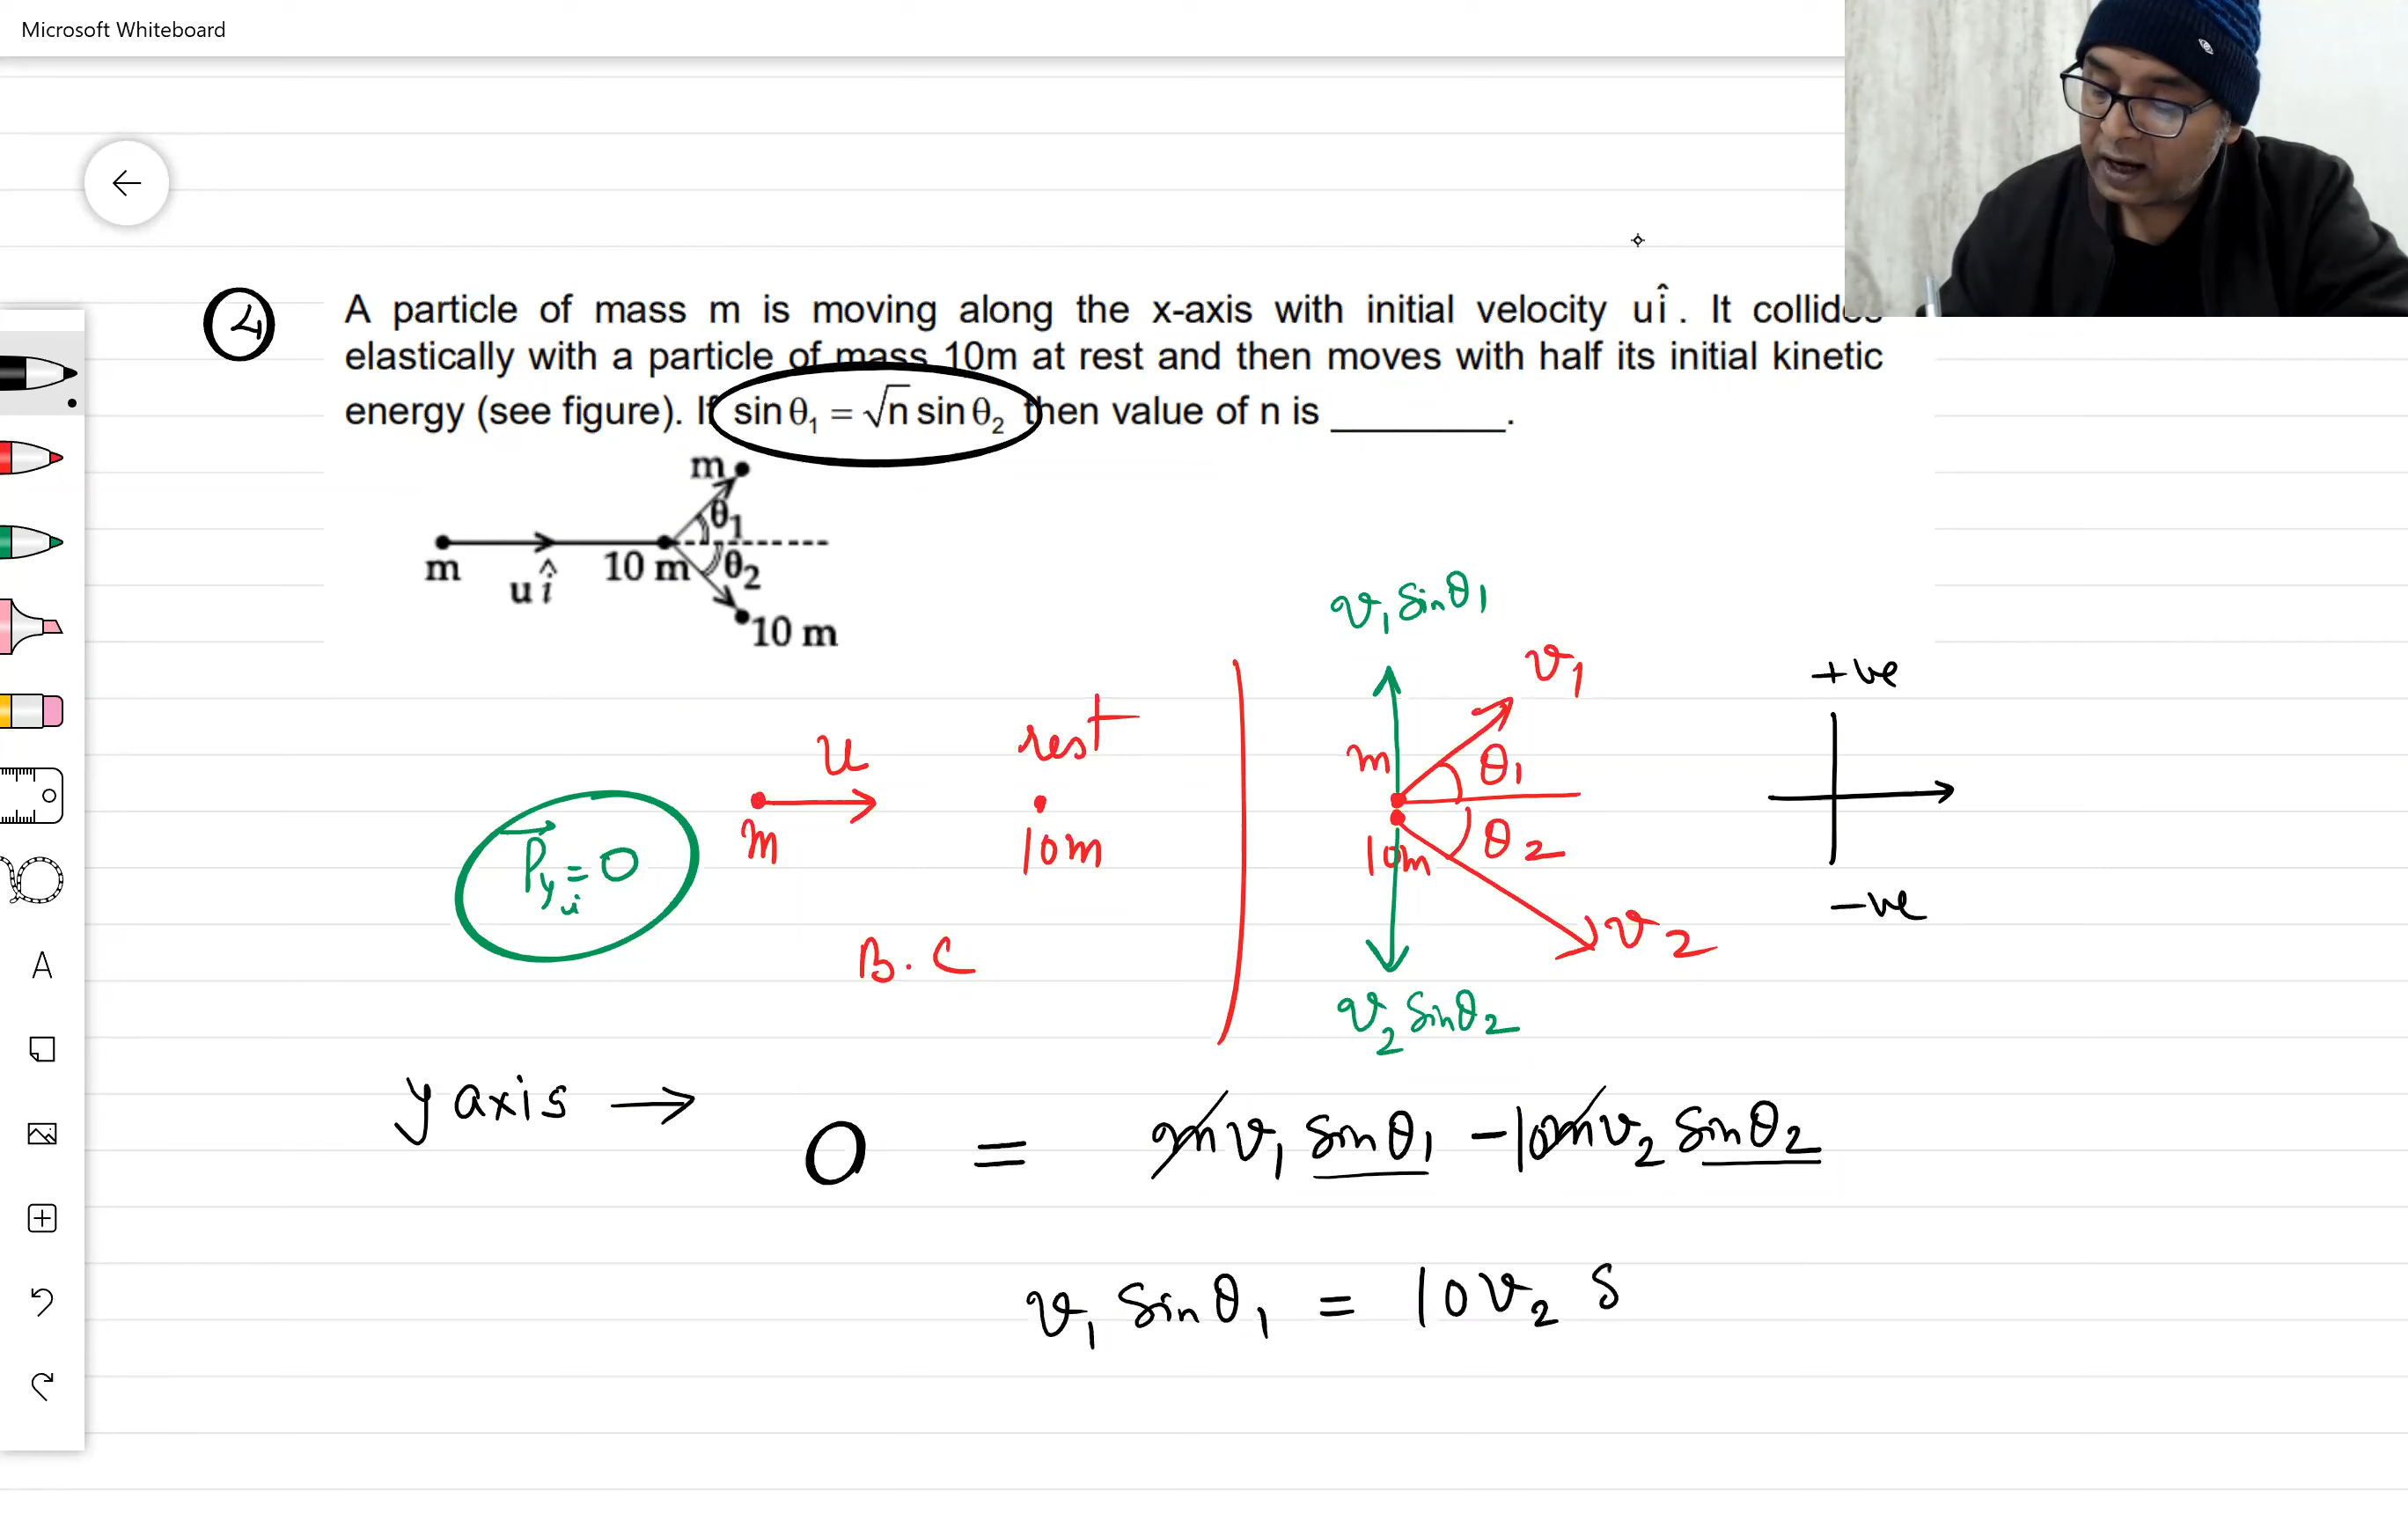 Microsoft Whiteboard
4
A particle of mass m is moving along the x-axis with initial velocity uî. It collides
elastically with a particle of mass 10m at rest and then moves with half its initial kinetic
energy (see figure). If sin θ₁ = √n sin θ₂ then value of n is ________.
m
θ₁
m
u î
10 m
θ₂
10 m
v₁ sinθ₁
v₁
+ve
u
rest
m
θ₁
m
10m
10m
θ₂
P⃗yᵢ = 0
-ve
v₂
B.C
v₂ sinθ₂
y axis →
0 = mv₁ sinθ₁ - 10mv₂ sinθ₂
v₁ sinθ₁ = 10v₂ s
A